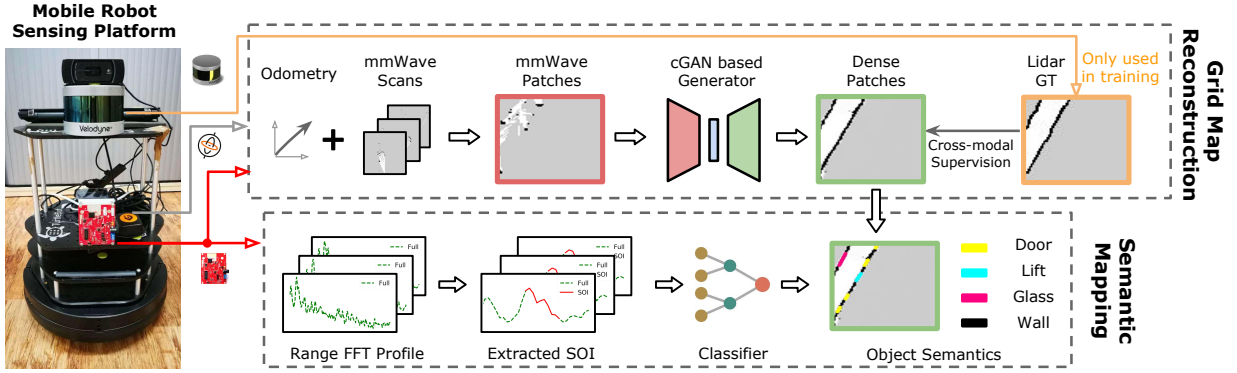 Mobile Robot
Sensing Platform
Velodyne
Odometry
mmWave
Scans
mmWave
Patches
cGAN based
Generator
Dense
Patches
Lidar
GT
Only used
in training
Cross-modal
Supervision
Grid Map
Reconstruction
Full
Full
Full
Full
SOI
Full
SOI
Full
SOI
Door
Lift
Glass
Wall
Range FFT Profile
Extracted SOI
Classifier
Object Semantics
Semantic
Mapping